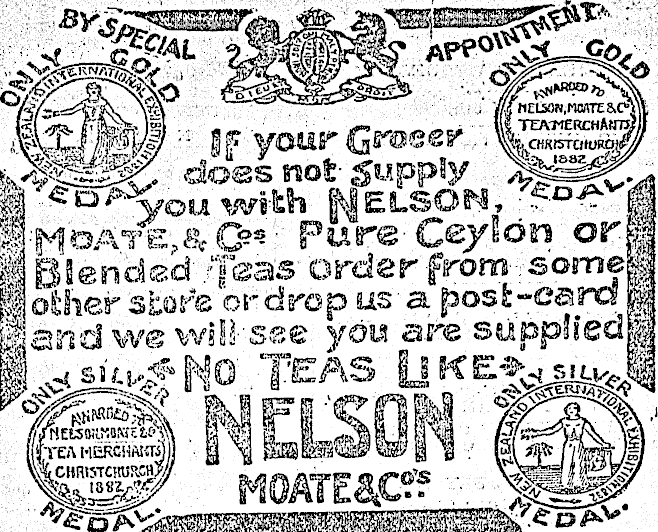 BY SPECIAL APPOINTMENT
DIEU ET MON DROIT
ONLY GOLD MEDAL.
NEW ZEALAND INTERNATIONAL EXHIBITION 1882
ONLY GOLD MEDAL.
AWARDED TO
NELSON, MOATE & Co
TEA MERCHANTS
CHRISTCHURCH
1882
If your Grocer
does not Supply
you with NELSON,
MOATE, & Cos Pure Ceylon or
Blended Teas order from some
other store or drop us a post-card
and we will see you are supplied
NO TEAS LIKE
NELSON
MOATE & Co's.
ONLY SILVER MEDAL.
AWARDED TO
NELSON MOATE & Co
TEA MERCHANTS
CHRISTCHURCH
1882
ONLY SILVER MEDAL.
NEW ZEALAND INTERNATIONAL EXHIBITION 1882